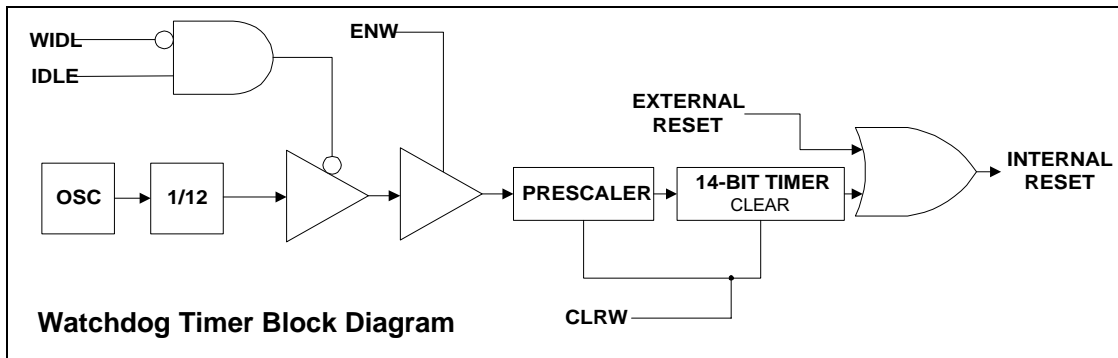 WIDL
IDLE
ENW
EXTERNAL
RESET
INTERNAL
RESET
OSC
1/12
PRESCALER
14-BIT TIMER
CLEAR
CLRW
Watchdog Timer Block Diagram